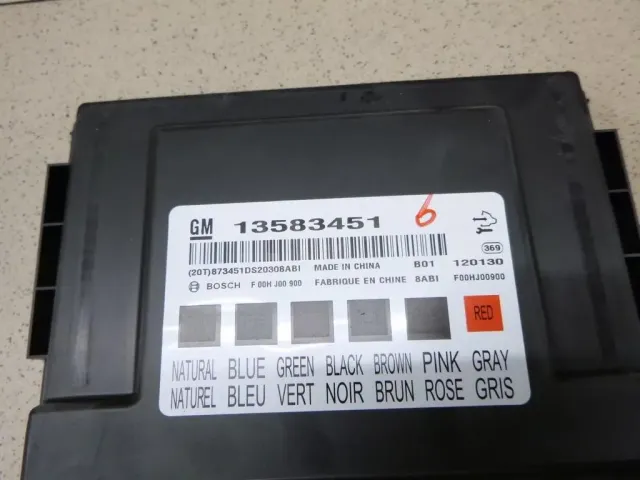 GM 13583451 6
369
(20T)873451DS20308ABI MADE IN CHINA B01 120130
BOSCH F 00H J00 900 FABRIQUE EN CHINE 8ABI F00HJ00900
RED
NATURAL BLUE GREEN BLACK BROWN PINK GRAY
NATUREL BLEU VERT NOIR BRUN ROSE GRIS